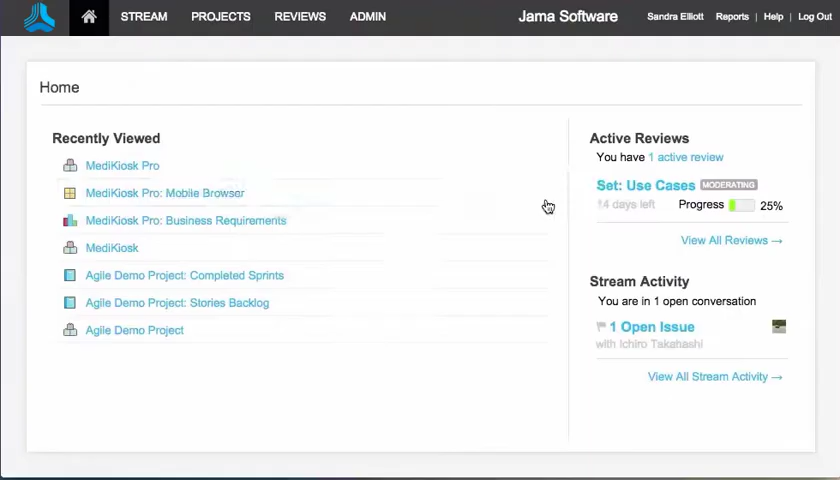 STREAM PROJECTS REVIEWS ADMIN Jama Software Sandra Elliott Reports | Help | Log Out
Home
Recently Viewed
MediKiosk Pro
MediKiosk Pro: Mobile Browser
MediKiosk Pro: Business Requirements
MediKiosk
Agile Demo Project: Completed Sprints
Agile Demo Project: Stories Backlog
Agile Demo Project
Active Reviews
You have 1 active review
Set: Use Cases MODERATING
14 days left Progress 25%
View All Reviews →
Stream Activity
You are in 1 open conversation
1 Open Issue
with Ichiro Takahashi
View All Stream Activity →